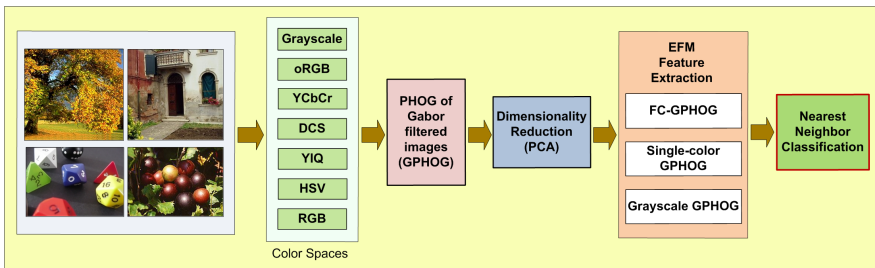 Grayscale
oRGB
YCbCr
DCS
YIQ
HSV
RGB
Color Spaces
PHOG of
Gabor
filtered
images
(GPHOG)
Dimensionality
Reduction
(PCA)
EFM
Feature
Extraction
FC-GPHOG
Single-color
GPHOG
Grayscale GPHOG
Nearest
Neighbor
Classification